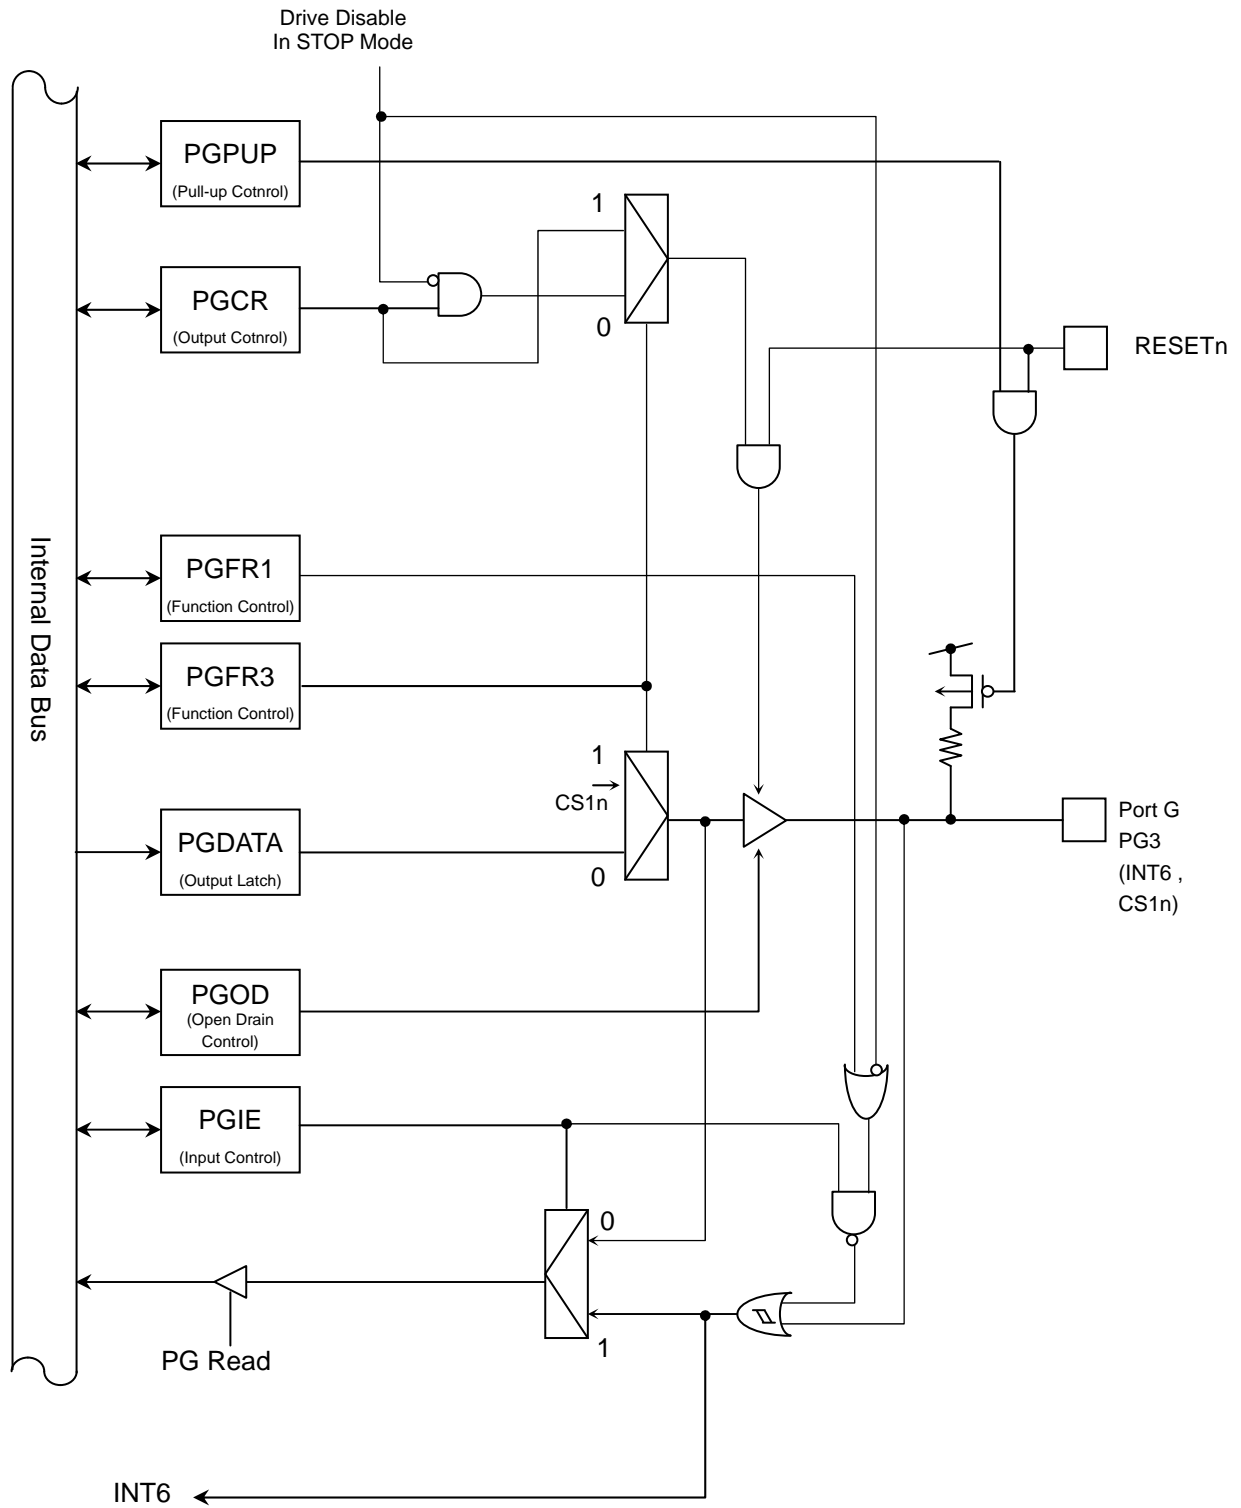 Drive Disable
In STOP Mode
PGPUP
(Pull-up Cotnrol)
1
PGCR
(Output Cotnrol)
0
RESETn
Internal Data Bus
PGFR1
(Function Control)
PGFR3
(Function Control)
1
CS1n
PGDATA
(Output Latch)
0
Port G
PG3
(INT6 ,
CS1n)
PGOD
(Open Drain
Control)
PGIE
(Input Control)
0
1
PG Read
INT6